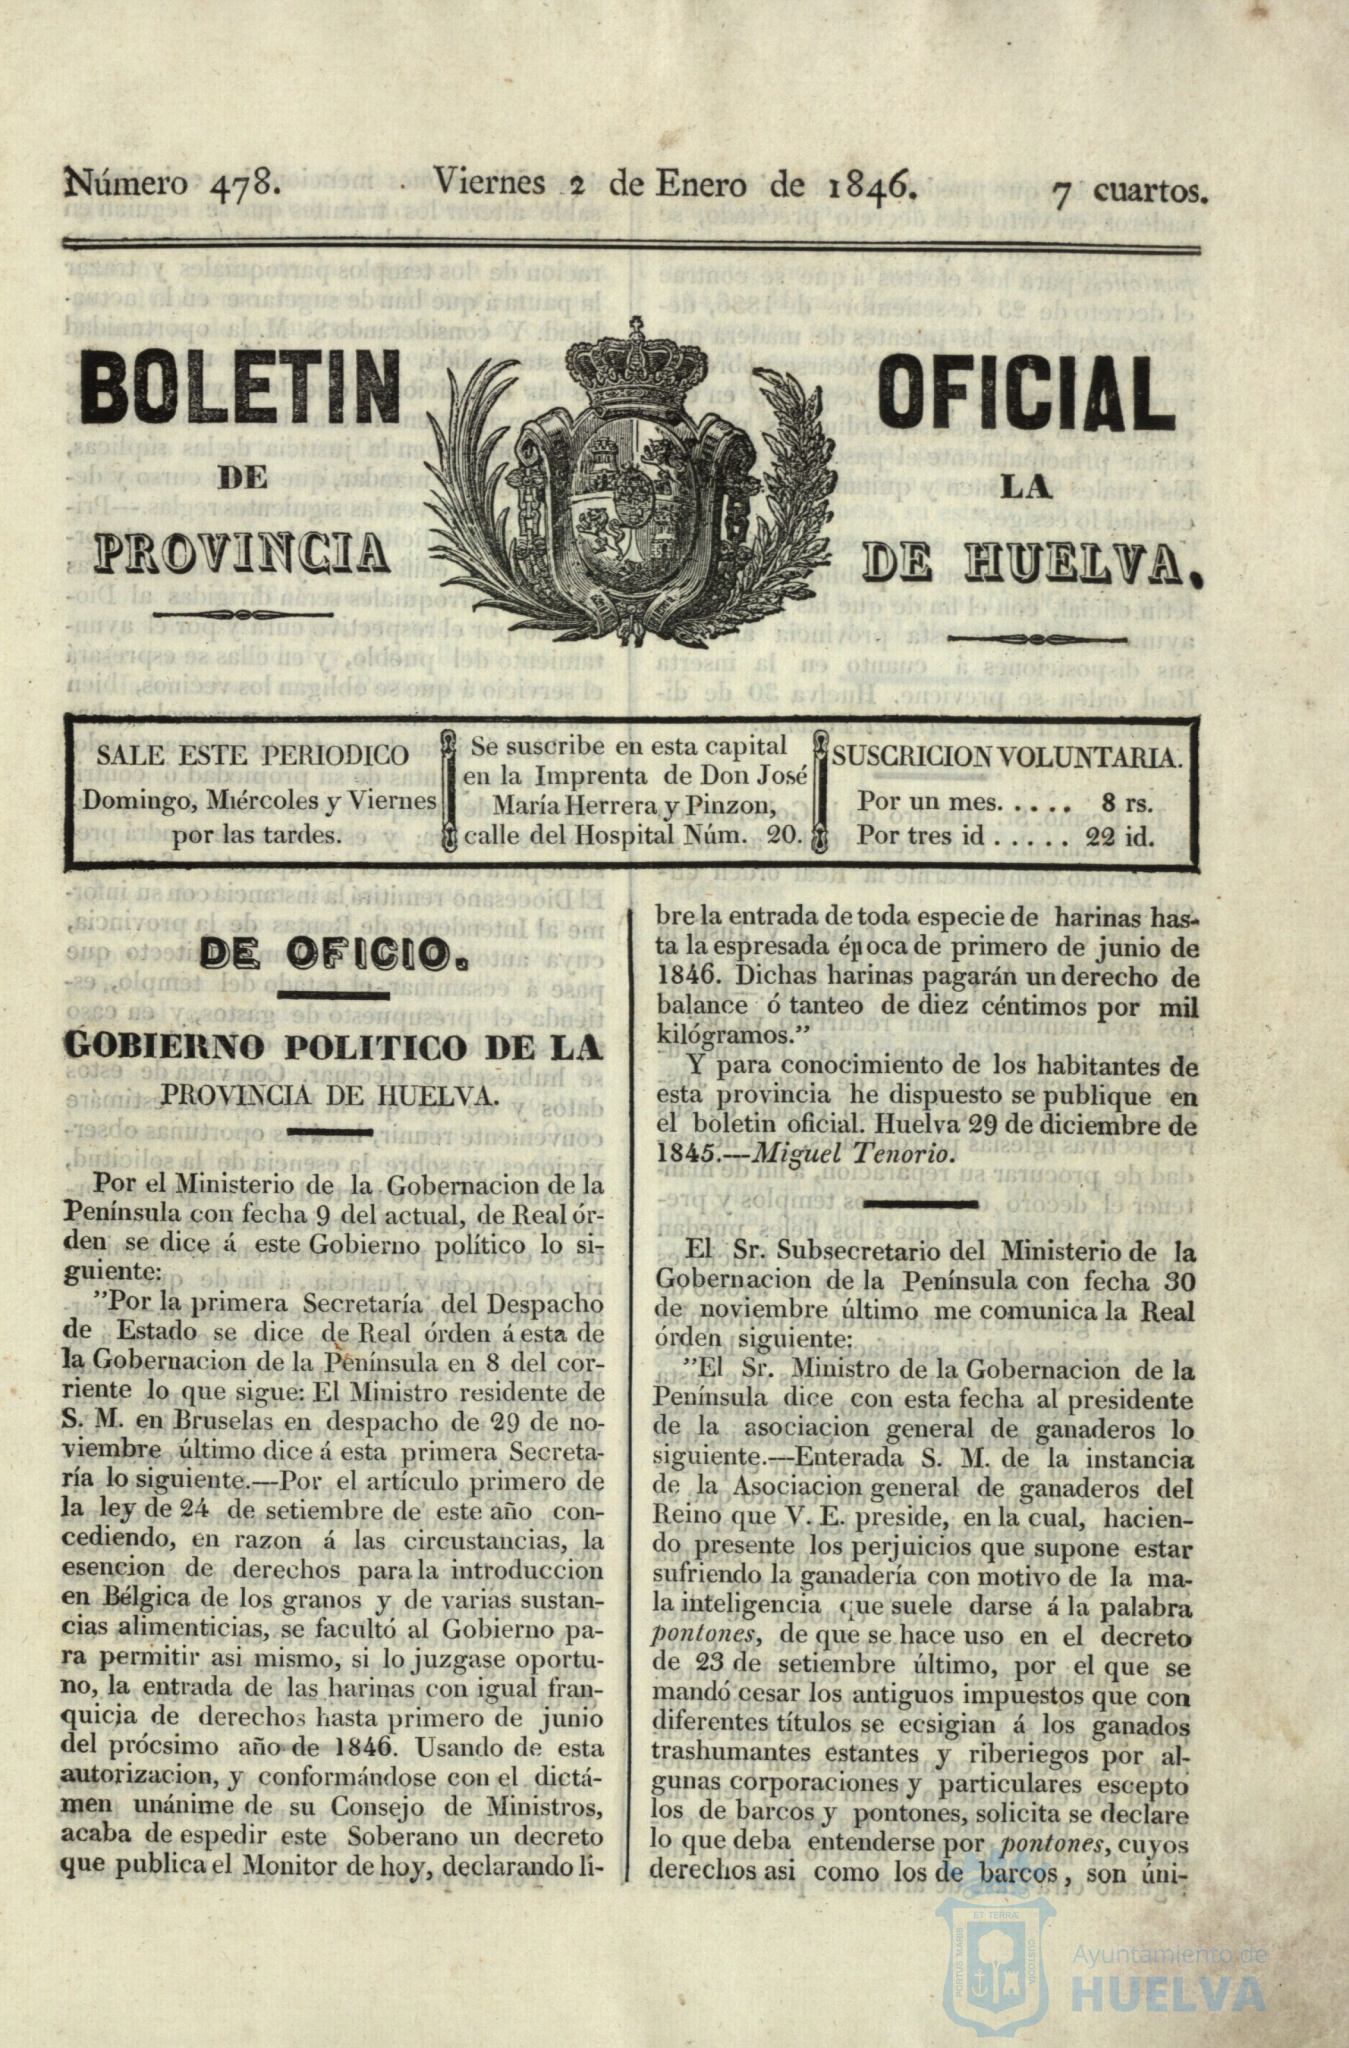 Número 478.
Viernes 2 de Enero de 1846.
7 cuartos.
BOLETIN
OFICIAL
DE
LA
PROVINCIA
DE HUELVA.
SALE ESTE PERIODICO
Domingo, Miércoles y Viernes
por las tardes.
Se suscribe en esta capital
en la Imprenta de Don José
María Herrera y Pinzon,
calle del Hospital Núm. 20.
SUSCRICION VOLUNTARIA.
Por un mes. . . . . 8 rs.
Por tres id . . . . . 22 id.
DE OFICIO.
GOBIERNO POLITICO DE LA
PROVINCIA DE HUELVA.
Por el Ministerio de la Gobernacion de la
Península con fecha 9 del actual, de Real ór-
den se dice á este Gobierno político lo si-
guiente:
"Por la primera Secretaría del Despacho
de Estado se dice de Real órden á esta de
la Gobernacion de la Península en 8 del cor-
riente lo que sigue: El Ministro residente de
S. M. en Bruselas en despacho de 29 de no-
viembre último dice á esta primera Secreta-
ría lo siguiente.—Por el artículo primero de
la ley de 24 de setiembre de este año con-
cediendo, en razon á las circustancias, la
esencion de derechos para la introduccion
en Bélgica de los granos y de varias sustan-
cias alimenticias, se facultó al Gobierno pa-
ra permitir asi mismo, si lo juzgase oportu-
no, la entrada de las harinas con igual fran-
quicia de derechos hasta primero de junio
del prócsimo año de 1846. Usando de esta
autorizacion, y conformándose con el dictá-
men unánime de su Consejo de Ministros,
acaba de espedir este Soberano un decreto
que publica el Monitor de hoy, declarando li-
bre la entrada de toda especie de harinas has-
ta la espresada época de primero de junio de
1846. Dichas harinas pagarán un derecho de
balance ó tanteo de diez céntimos por mil
kilógramos."
Y para conocimiento de los habitantes de
esta provincia he dispuesto se publique en
el boletin oficial. Huelva 29 de diciembre de
1845.—Miguel Tenorio.
El Sr. Subsecretario del Ministerio de la
Gobernacion de la Península con fecha 30
de noviembre último me comunica la Real
órden siguiente:
"El Sr. Ministro de la Gobernacion de la
Península dice con esta fecha al presidente
de la asociacion general de ganaderos lo
siguiente.—Enterada S. M. de la instancia
de la Asociacion general de ganaderos del
Reino que V. E. preside, en la cual, hacien-
do presente los perjuicios que supone estar
sufriendo la ganadería con motivo de la ma-
la inteligencia que suele darse á la palabra
pontones, de que se hace uso en el decreto
de 23 de setiembre último, por el que se
mandó cesar los antiguos impuestos que con
diferentes títulos se ecsigian á los ganados
trashumantes estantes y riberiegos por al-
gunas corporaciones y particulares escepto
los de barcos y pontones, solicita se declare
lo que deba entenderse por pontones, cuyos
derechos asi como los de barcos, son úni-
ET TERRÆ
PORTUS MARIS
CUSTODIA
Ayuntamiento de
HUELVA